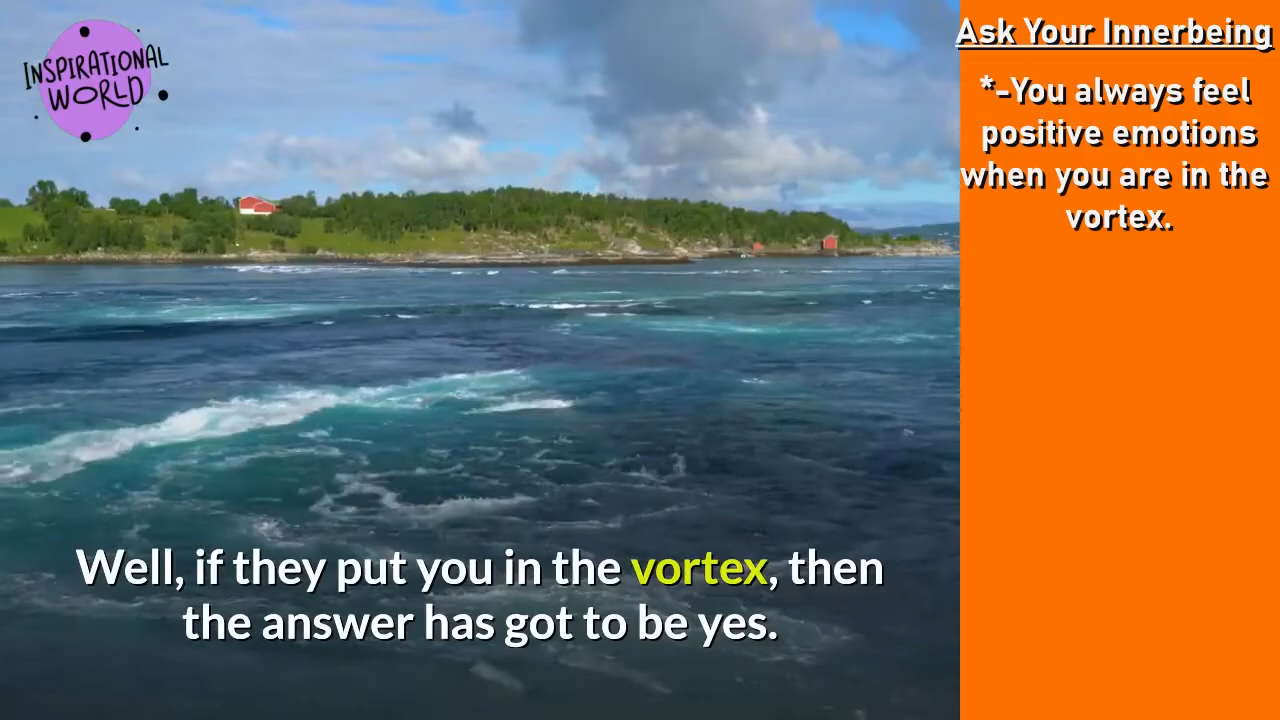 INSPIRATIONAL
WORLD
Ask Your Innerbeing
*-You always feel
positive emotions
when you are in the
vortex.
Well, if they put you in the vortex, then
the answer has got to be yes.